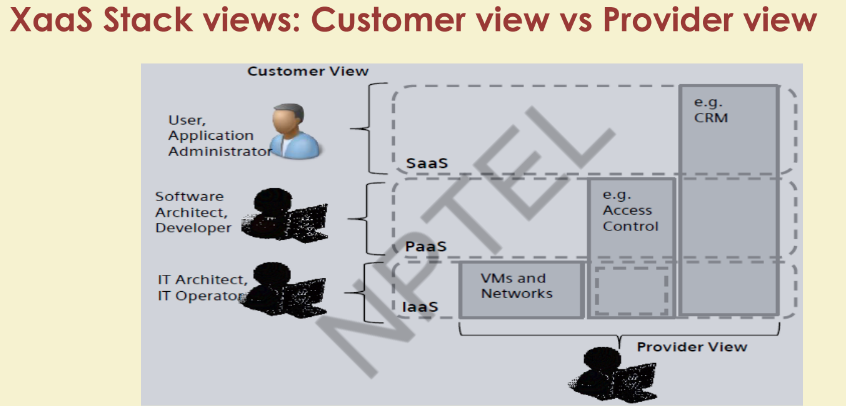 XaaS Stack views: Customer view vs Provider view
Customer View
User,
Application
Administrator
SaaS
e.g.
CRM
Software
Architect,
Developer
PaaS
e.g.
Access
Control
IT Architect,
IT Operator
IaaS
VMs and
Networks
Provider View
NPTEL